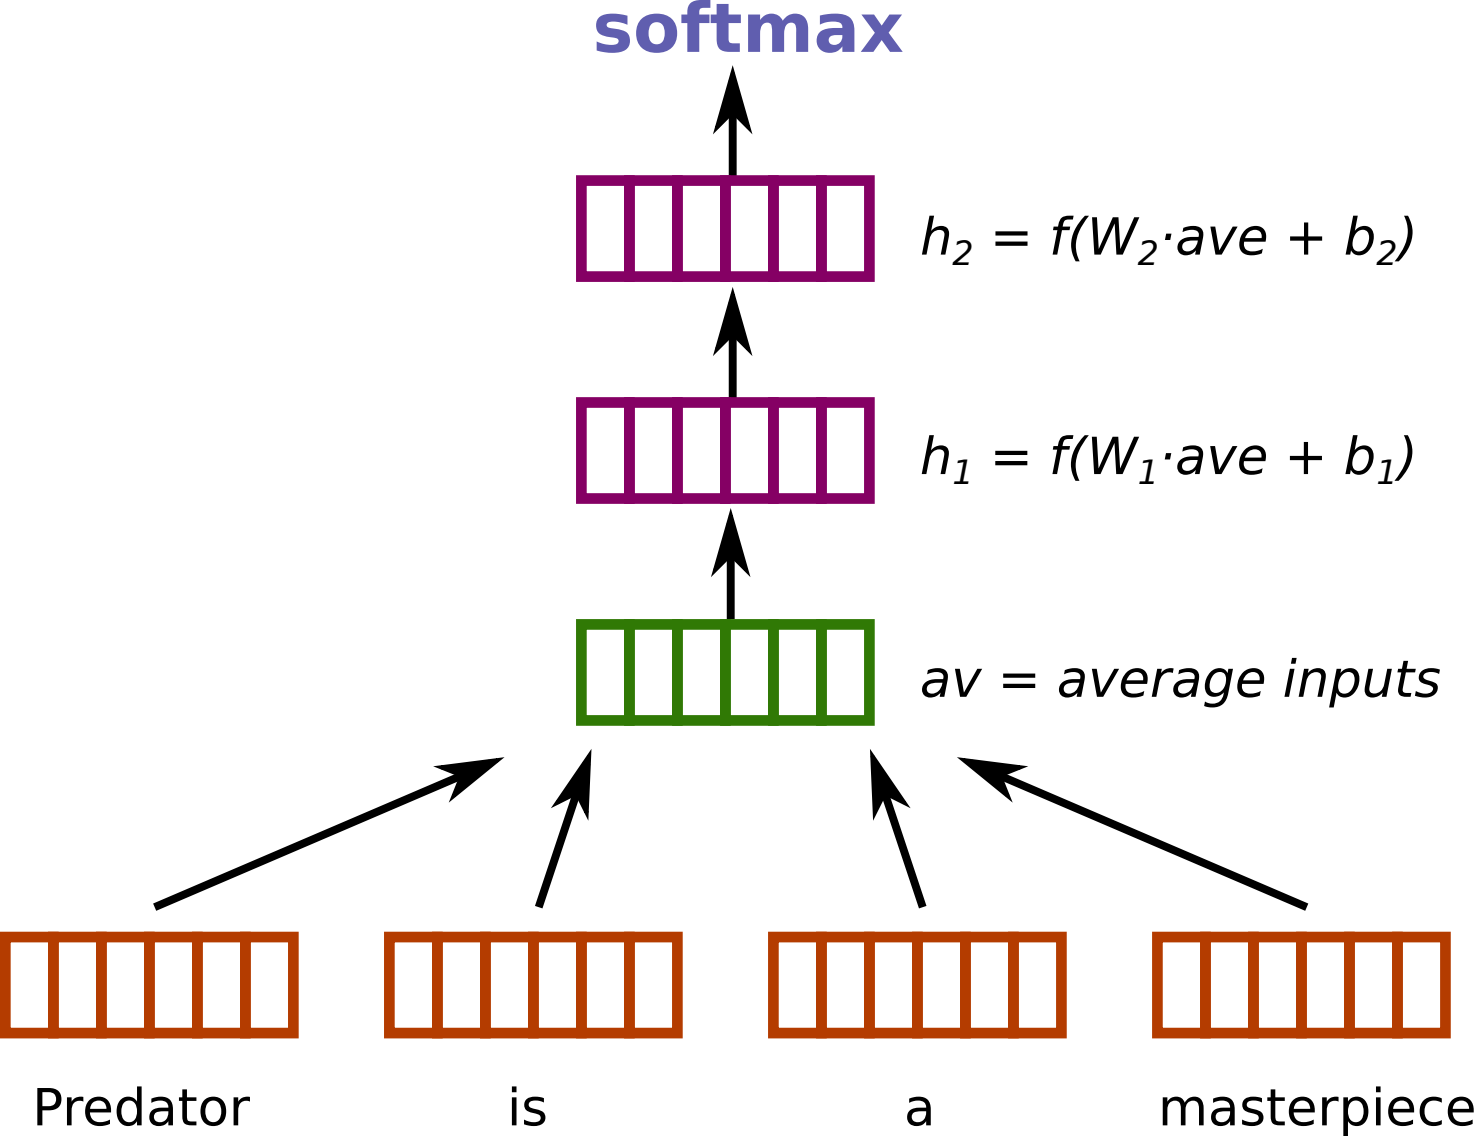 softmax
h₂ = f(W₂·ave + b₂)
h₁ = f(W₁·ave + b₁)
av = average inputs
Predator is a masterpiece